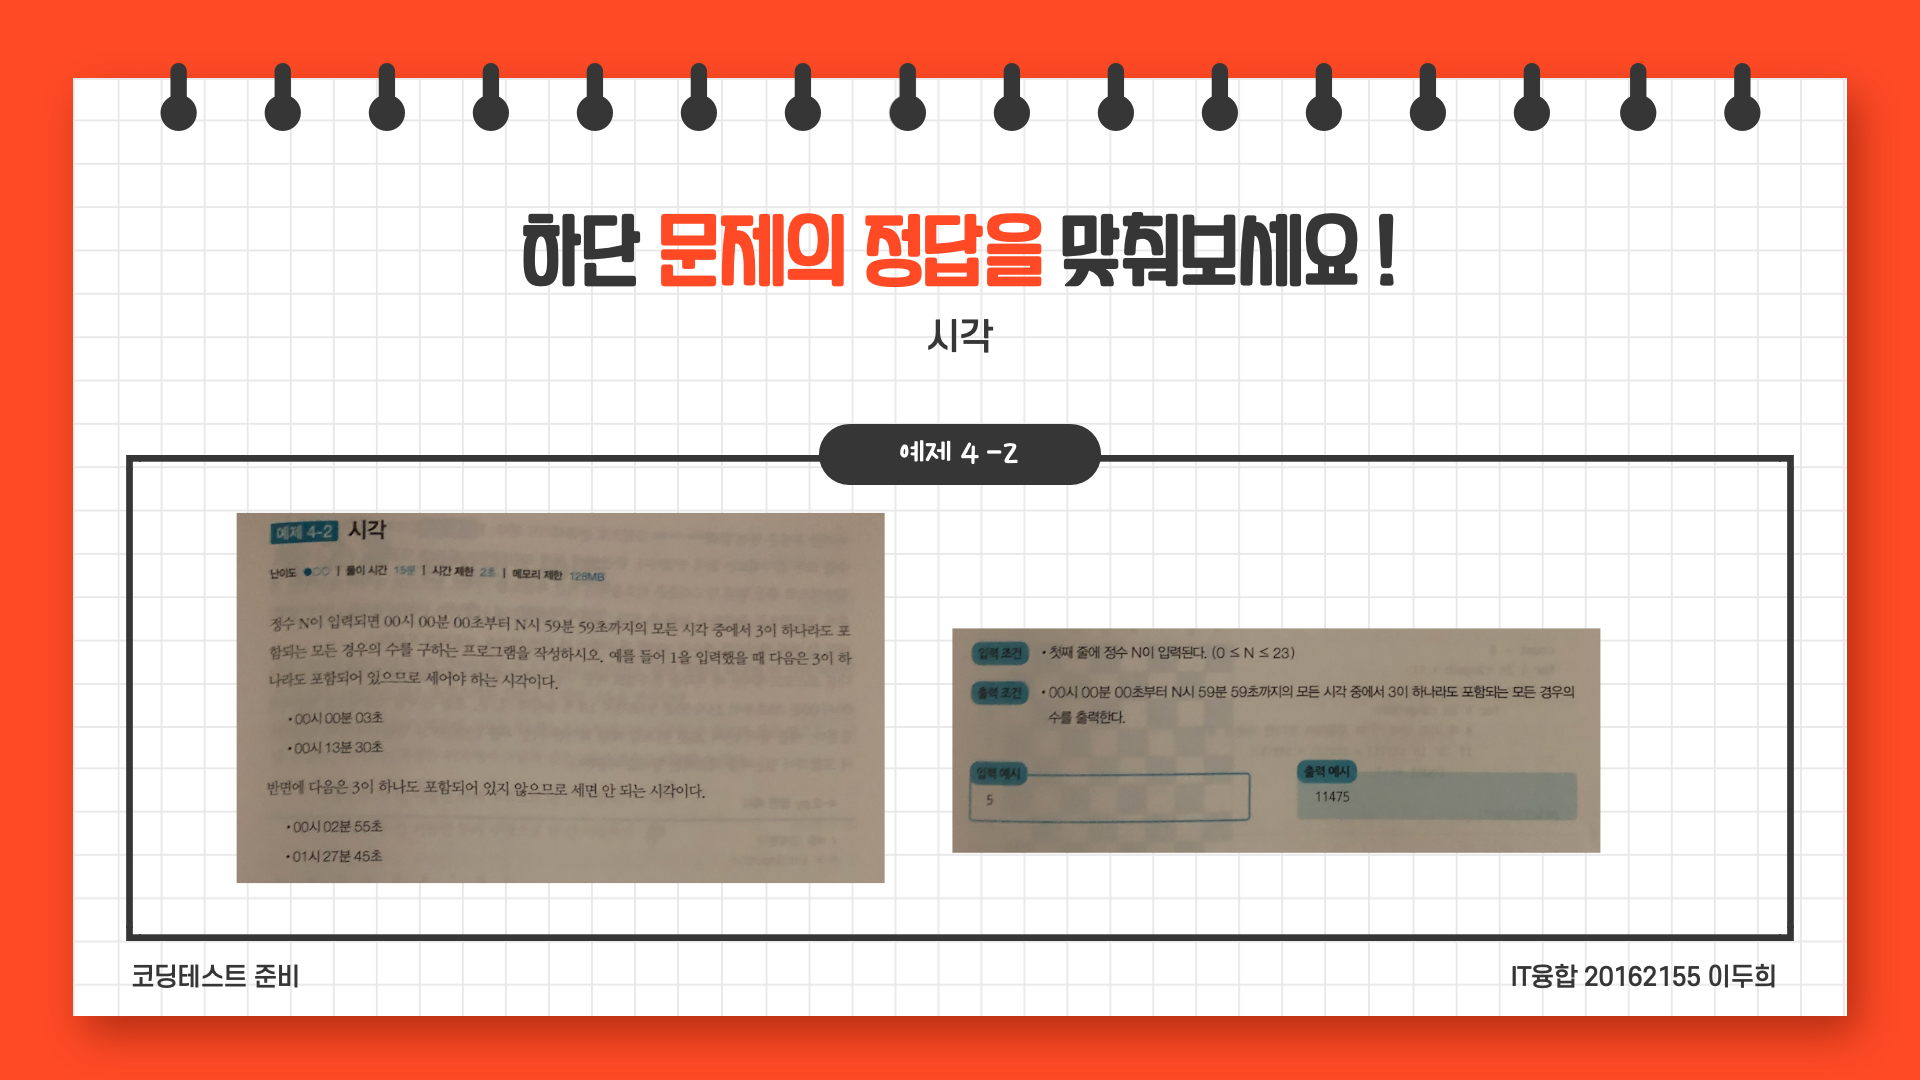 하단 문제의 정답을 맞춰보세요 !
시각
예제 4 -2
예제 4-2 시각
난이도 ●○○ | 풀이 시간 15분 | 시간 제한 2초 | 메모리 제한 128MB
정수 N이 입력되면 00시 00분 00초부터 N시 59분 59초까지의 모든 시각 중에서 3이 하나라도 포
함되는 모든 경우의 수를 구하는 프로그램을 작성하시오. 예를 들어 1을 입력했을 때 다음은 3이 하
나라도 포함되어 있으므로 세어야 하는 시각이다.
• 00시 00분 03초
• 00시 13분 30초
반면에 다음은 3이 하나도 포함되어 있지 않으므로 세면 안 되는 시각이다.
• 00시 02분 55초
• 01시 27분 45초
입력 조건 • 첫째 줄에 정수 N이 입력된다. (0 ≤ N ≤ 23)
출력 조건 • 00시 00분 00초부터 N시 59분 59초까지의 모든 시각 중에서 3이 하나라도 포함되는 모든 경우의
수를 출력한다.
입력 예시
5
출력 예시
11475
코딩테스트 준비
IT융합 20162155 이두희